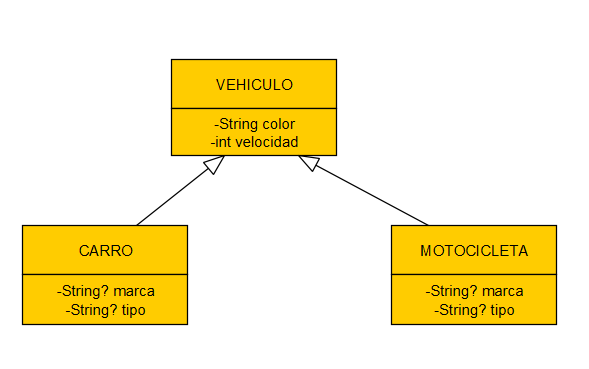 VEHICULO
-String color
-int velocidad
CARRO
-String? marca
-String? tipo
MOTOCICLETA
-String? marca
-String? tipo